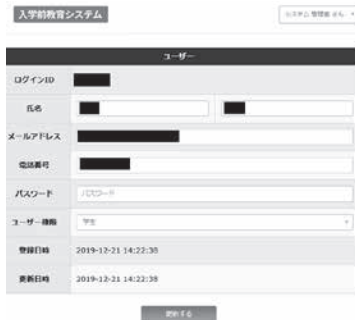 入学前教育システム
システム 管理者 さん
ユーザー
ログインID
氏名
メールアドレス
電話番号
パスワード パスワード
ユーザー権限 学生
登録日時 2019-12-21 14:22:38
更新日時 2019-12-21 14:22:38
更新する